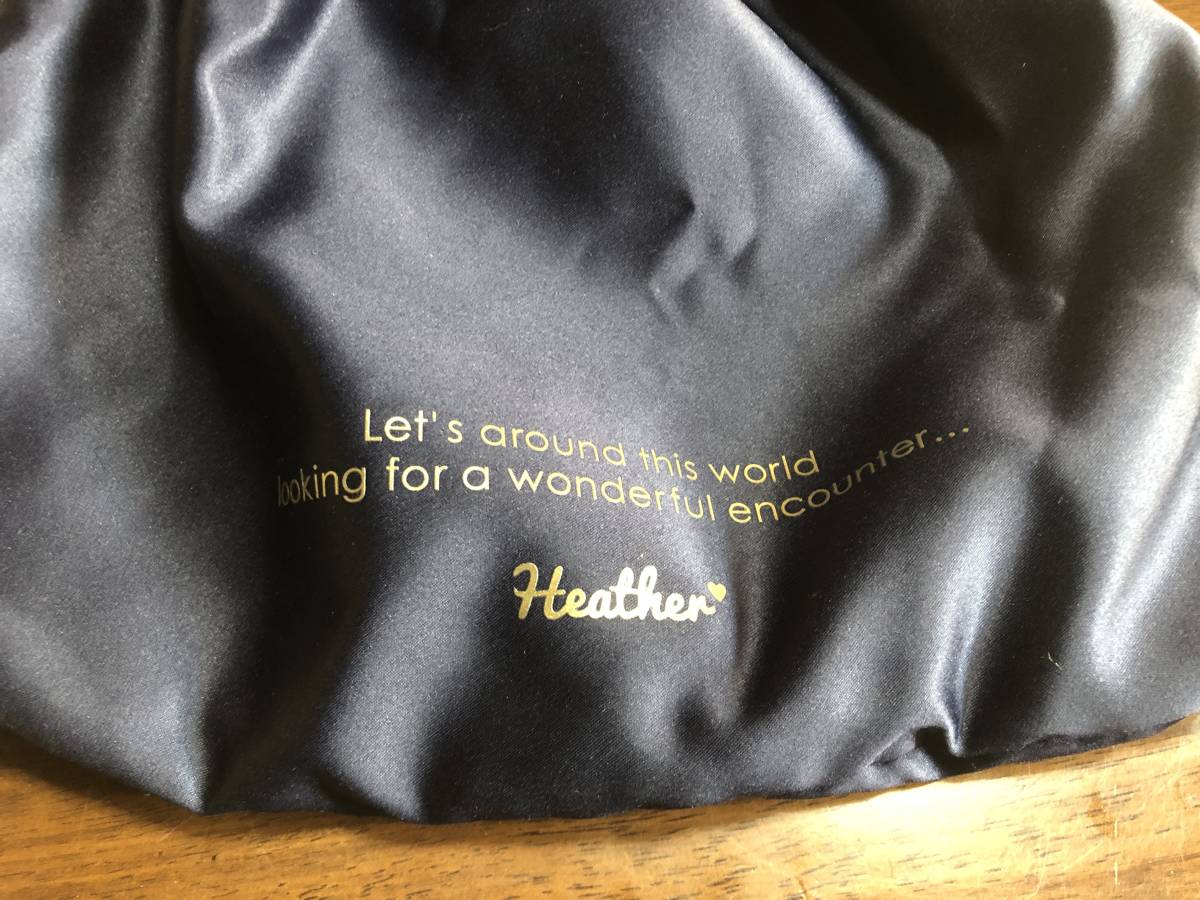 Let's around this world
looking for a wonderful encounter...
Heather